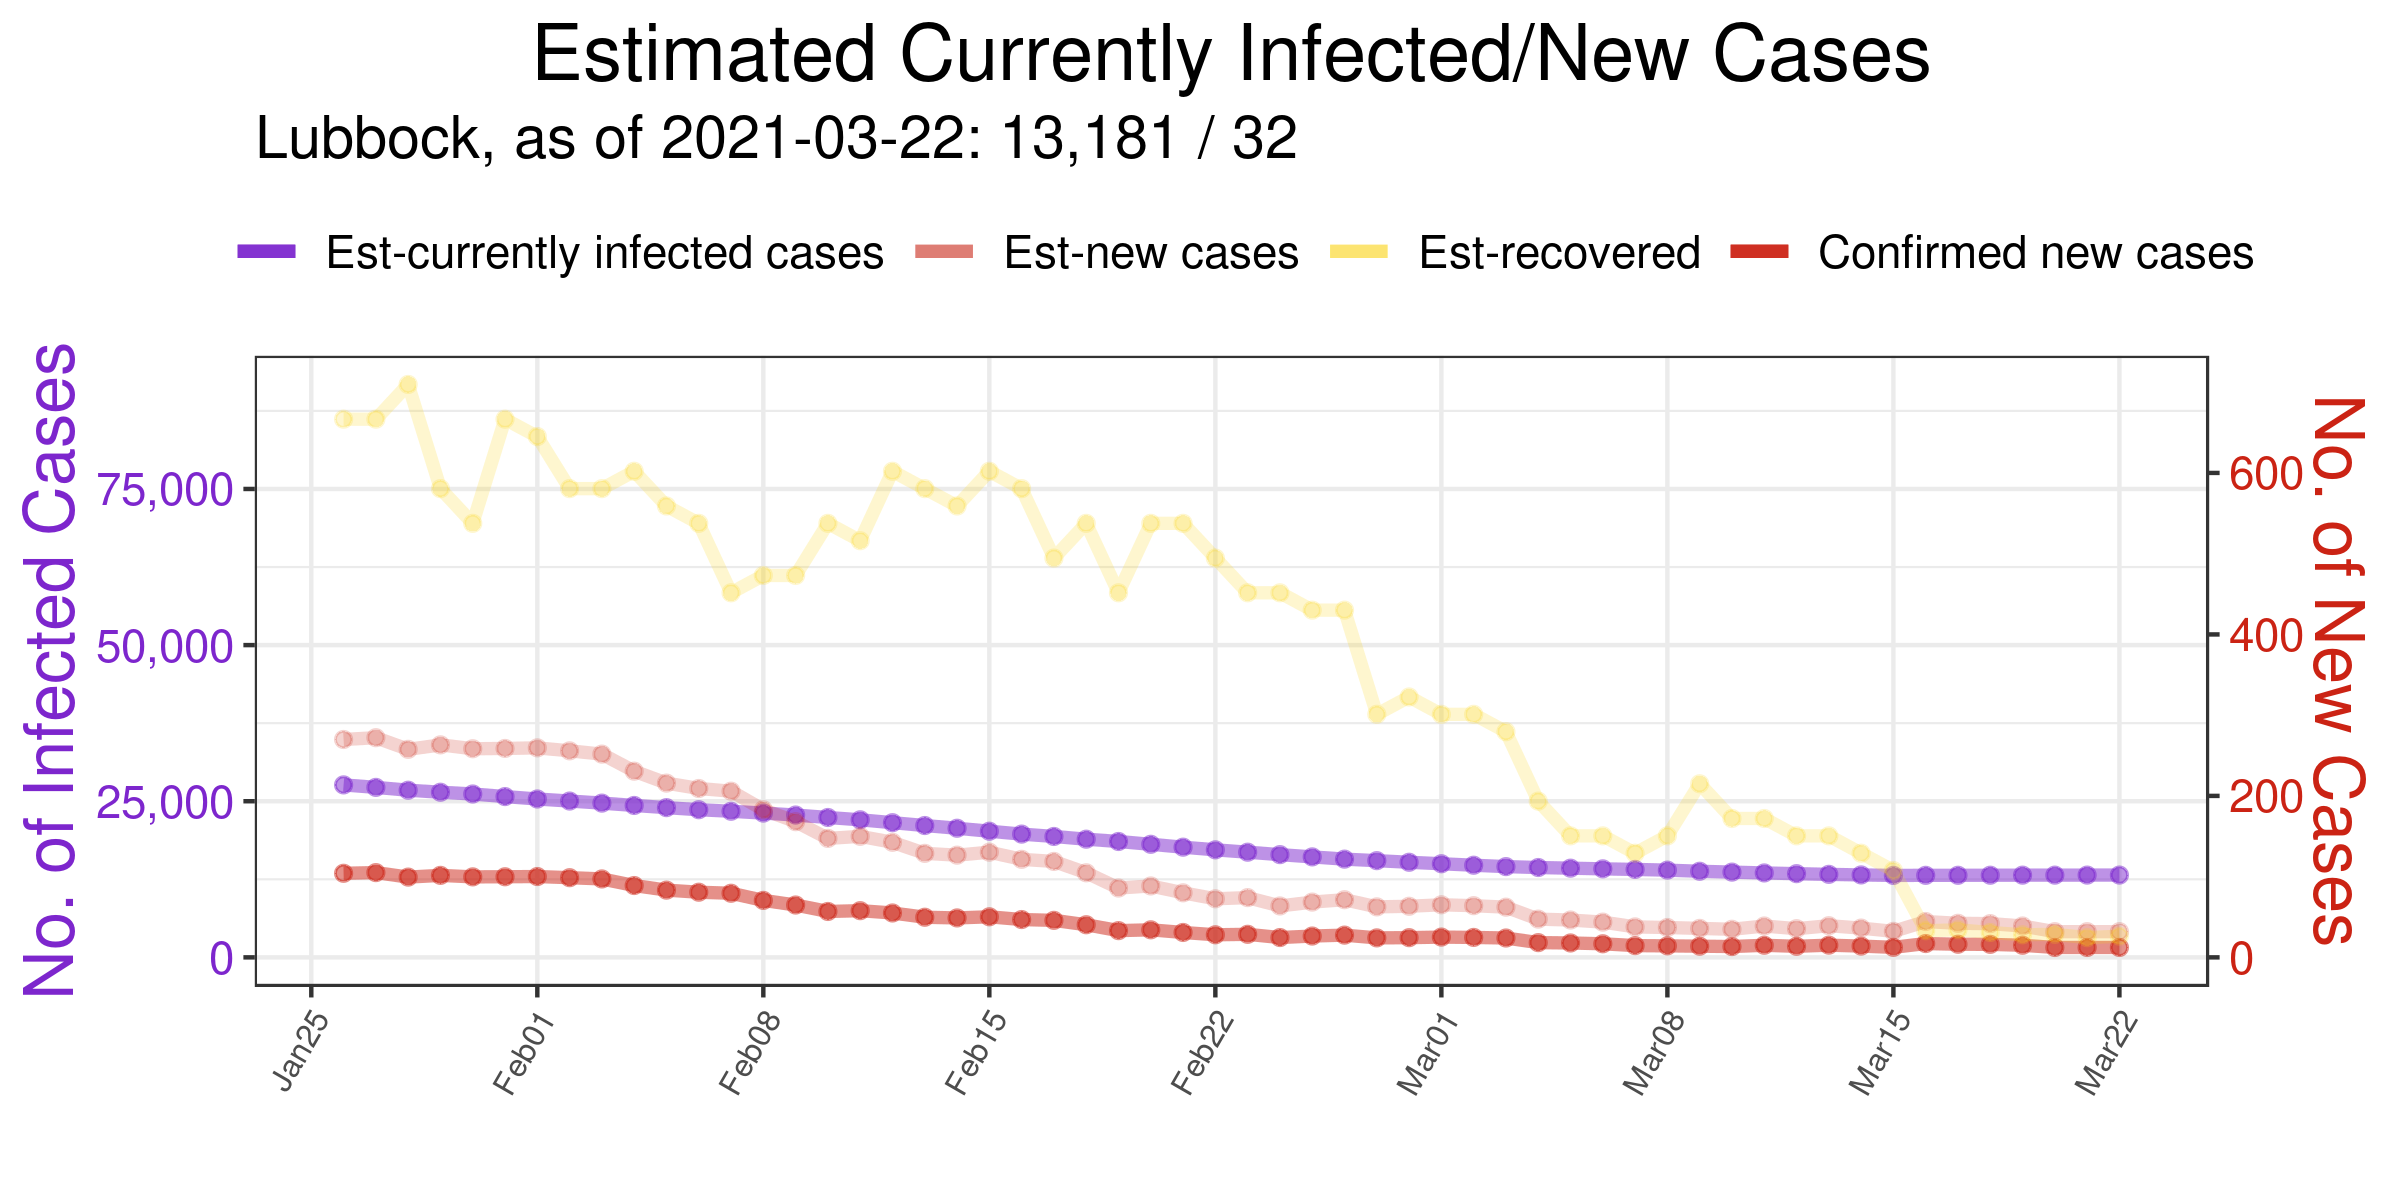 Estimated Currently Infected/New Cases
Lubbock, as of 2021-03-22: 13,181 / 32
Est-currently infected cases Est-new cases Est-recovered Confirmed new cases
No. of Infected Cases
75,000
50,000
25,000
0
600
400
200
0
No. of New Cases
Jan25 Feb01 Feb08 Feb15 Feb22 Mar01 Mar08 Mar15 Mar22